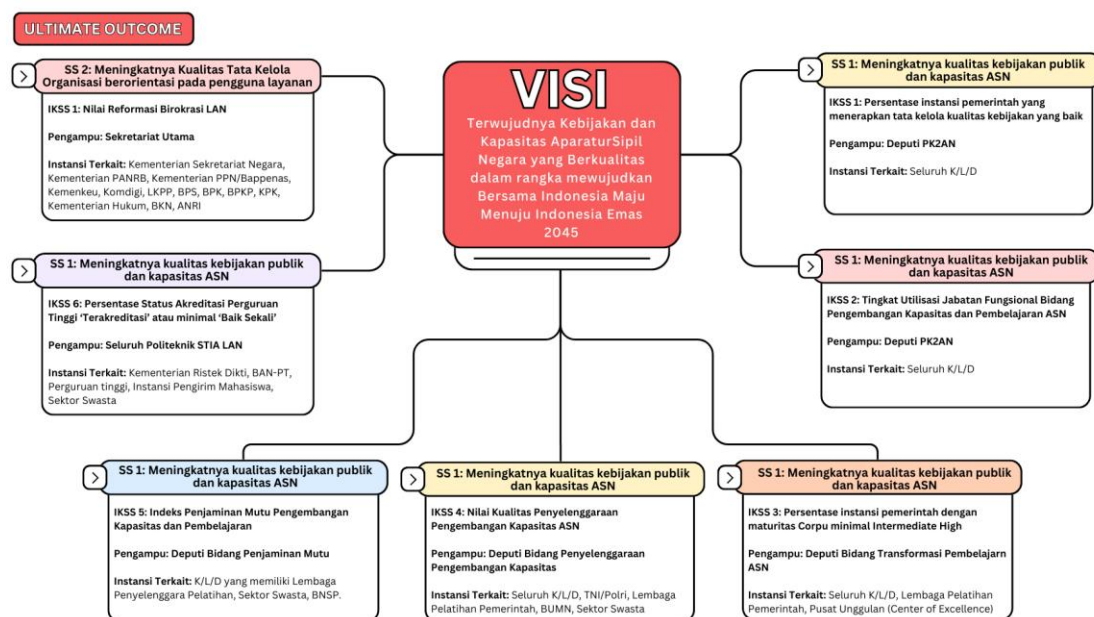 ULTIMATE OUTCOME
SS 2: Meningkatnya Kualitas Tata Kelola
Organisasi berorientasi pada pengguna layanan
IKSS 1: Nilai Reformasi Birokrasi LAN
Pengampu: Sekretariat Utama
Instansi Terkait: Kementerian Sekretariat Negara,
Kementerian PANRB, Kementerian PPN/Bappenas,
Kemenkeu, Komdigi, LKPP, BPS, BPK, BPKP, KPK,
Kementerian Hukum, BKN, ANRI
VISI
Terwujudnya Kebijakan dan
Kapasitas AparaturSipil
Negara yang Berkualitas
dalam rangka mewujudkan
Bersama Indonesia Maju
Menuju Indonesia Emas
2045
SS 1: Meningkatnya kualitas kebijakan publik
dan kapasitas ASN
IKSS 1: Persentase instansi pemerintah yang
menerapkan tata kelola kualitas kebijakan yang baik
Pengampu: Deputi PK2AN
Instansi Terkait: Seluruh K/L/D
SS 1: Meningkatnya kualitas kebijakan publik
dan kapasitas ASN
IKSS 6: Persentase Status Akreditasi Perguruan
Tinggi ‘Terakreditasi’ atau minimal ‘Baik Sekali’
Pengampu: Seluruh Politeknik STIA LAN
Instansi Terkait: Kementerian Ristek Dikti, BAN-PT,
Perguruan tinggi, Instansi Pengirim Mahasiswa,
Sektor Swasta
SS 1: Meningkatnya kualitas kebijakan publik
dan kapasitas ASN
IKSS 2: Tingkat Utilisasi Jabatan Fungsional Bidang
Pengembangan Kapasitas dan Pembelajaran ASN
Pengampu: Deputi PK2AN
Instansi Terkait: Seluruh K/L/D
SS 1: Meningkatnya kualitas kebijakan publik
dan kapasitas ASN
IKSS 5: Indeks Penjaminan Mutu Pengembangan
Kapasitas dan Pembelajaran
Pengampu: Deputi Bidang Penjaminan Mutu
Instansi Terkait: K/L/D yang memiliki Lembaga
Penyelenggara Pelatihan, Sektor Swasta, BNSP.
SS 1: Meningkatnya kualitas kebijakan publik
dan kapasitas ASN
IKSS 4: Nilai Kualitas Penyelenggaraan
Pengembangan Kapasitas ASN
Pengampu: Deputi Bidang Penyelenggaraan
Pengembangan Kapasitas
Instansi Terkait: Seluruh K/L/D, TNI/Polri, Lembaga
Pelatihan Pemerintah, BUMN, Sektor Swasta
SS 1: Meningkatnya kualitas kebijakan publik
dan kapasitas ASN
IKSS 3: Persentase instansi pemerintah dengan
maturitas Corpu minimal Intermediate High
Pengampu: Deputi Bidang Transformasi Pembelajarn
ASN
Instansi Terkait: Seluruh K/L/D, Lembaga Pelatihan
Pemerintah, Pusat Unggulan (Center of Excellence)